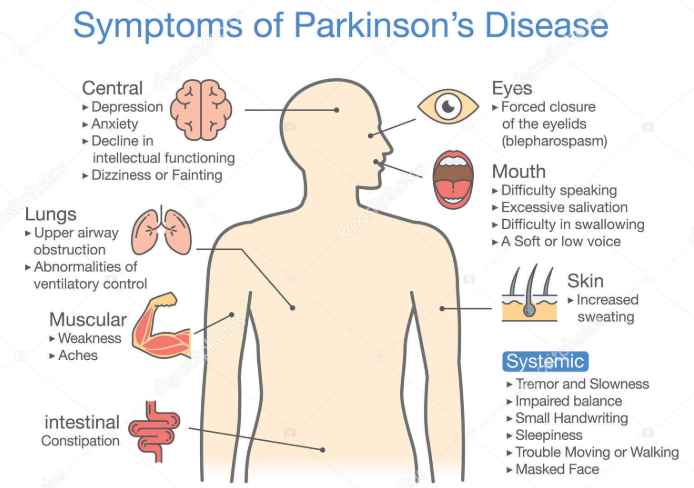 Symptoms of Parkinson's Disease
Central
▸ Depression
▸ Anxiety
▸ Decline in
intellectual functioning
▸ Dizziness or Fainting
Lungs
▸ Upper airway
obstruction
▸ Abnormalities of
ventilatory control
Muscular
▸ Weakness
▸ Aches
intestinal
Constipation
Eyes
▸ Forced closure
of the eyelids
(blepharospasm)
Mouth
▸ Difficulty speaking
▸ Excessive salivation
▸ Difficulty in swallowing
▸ A Soft or low voice
Skin
▸ Increased
sweating
Systemic
▸ Tremor and Slowness
▸ Impaired balance
▸ Small Handwriting
▸ Sleepiness
▸ Trouble Moving or Walking
▸ Masked Face
depositphotos